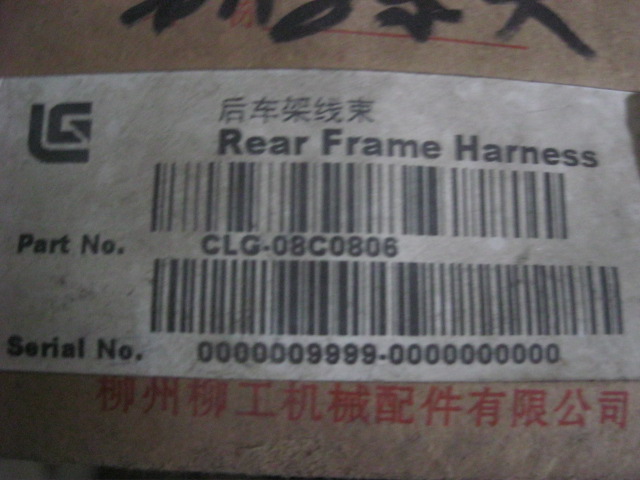 后车架线束
Rear Frame Harness
Part No. CLG-08C0806
Serial No. 0000009999-0000000000
柳州柳工机械配件有限公司